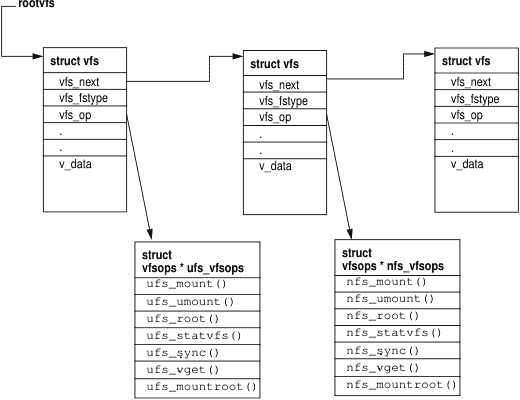 rootvfs
struct vfs
vfs_next
vfs_fstype
vfs_op
.
.
v_data
struct vfs
vfs_next
vfs_fstype
vfs_op
.
.
v_data
struct vfs
vfs_next
vfs_fstype
vfs_op
.
.
v_data
struct
vfsops * ufs_vfsops
ufs_mount()
ufs_umount()
ufs_root()
ufs_statvfs()
ufs_sync()
ufs_vget()
ufs_mountroot()
struct
vfsops * nfs_vfsops
nfs_mount()
nfs_umount()
nfs_root()
nfs_statvfs()
nfs_sync()
nfs_vget()
nfs_mountroot()